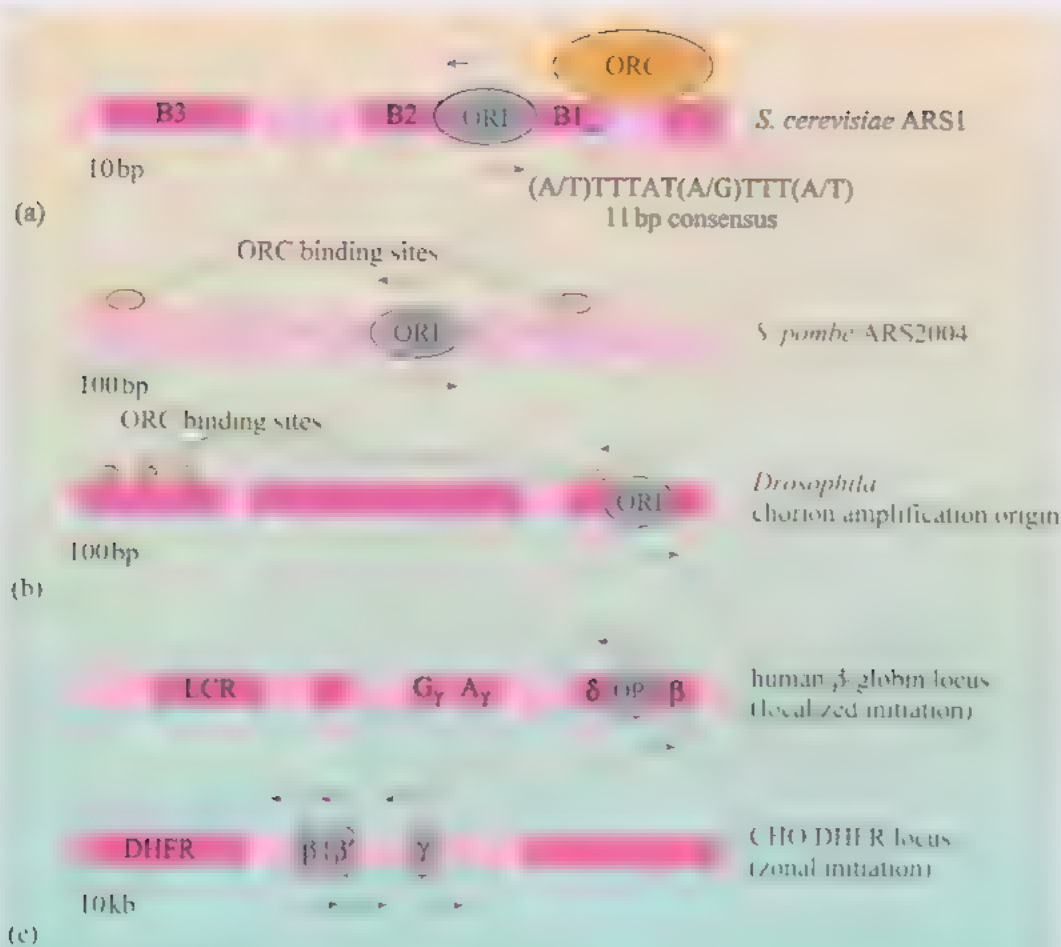 ORC
B3 B2 ORI B1
S. cerevisiae ARS1
10bp
(A/T)TTTAT(A/G)TTT(A/T)
11bp consensus
(a)
ORC binding sites
ORI
S. pombe ARS2004
100bp
ORC binding sites
ORI
Drosophila
chorion amplification origin
100bp
(b)
LCR Gγ Aγ δ β
human β-globin locus
(localized initiation)
DHFR β β' γ
CHO DHFR locus
(zonal initiation)
10kb
(c)